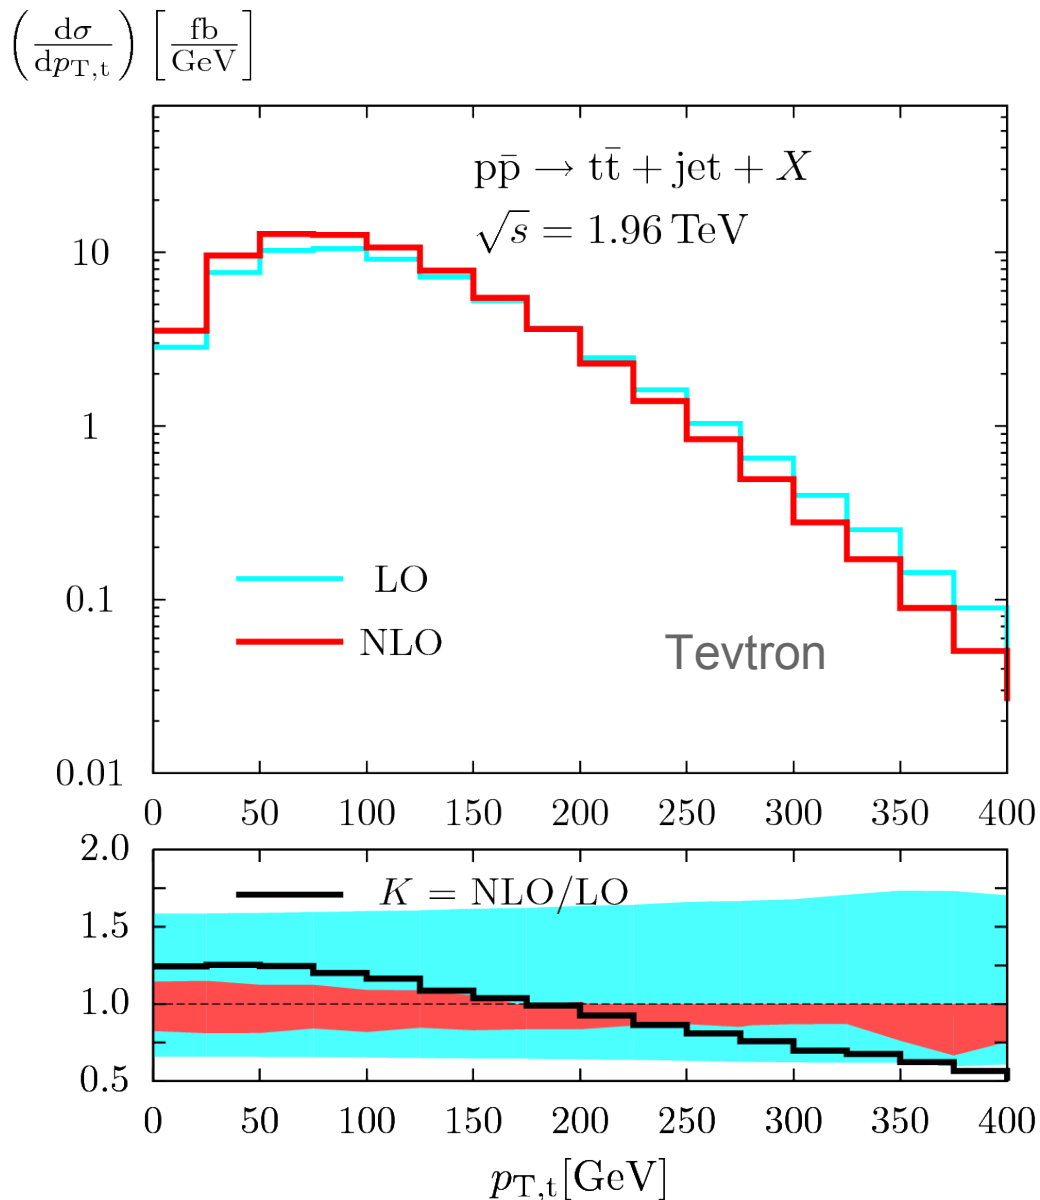 (dσ/dp_T,t) [fb/GeV]
pp̄ → tt̄ + jet + X
√s = 1.96 TeV
10
1
LO
0.1
NLO
Tevtron
0.01
0 50 100 150 200 250 300 350 400
2.0
K = NLO/LO
1.5
1.0
0.5
0 50 100 150 200 250 300 350 400
p_T,t[GeV]